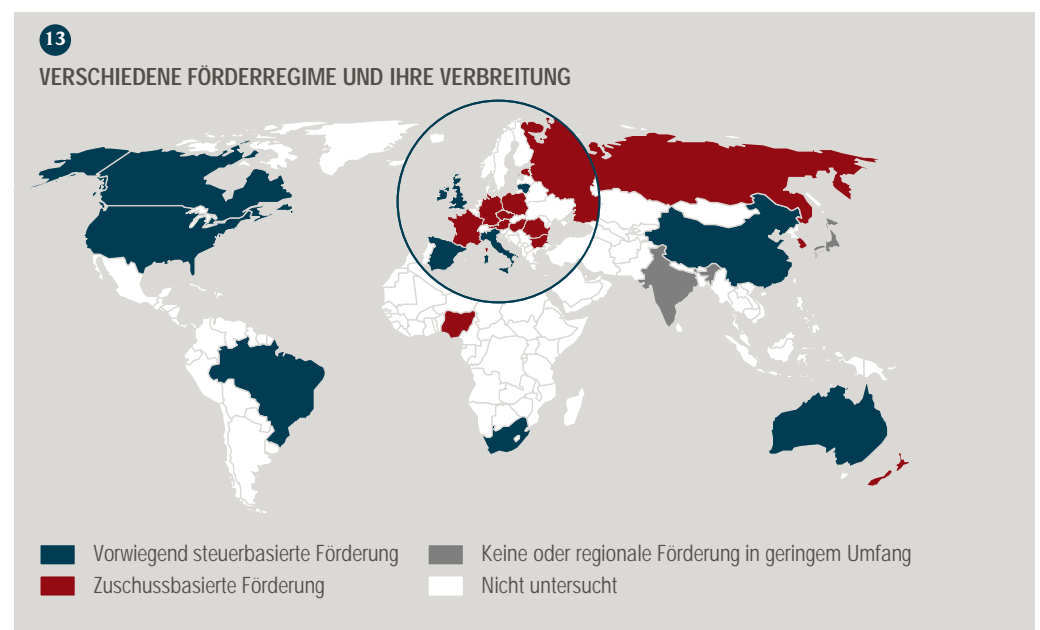 13
VERSCHIEDENE FÖRDERREGIME UND IHRE VERBREITUNG
Vorwiegend steuerbasierte Förderung
Keine oder regionale Förderung in geringem Umfang
Zuschussbasierte Förderung
Nicht untersucht